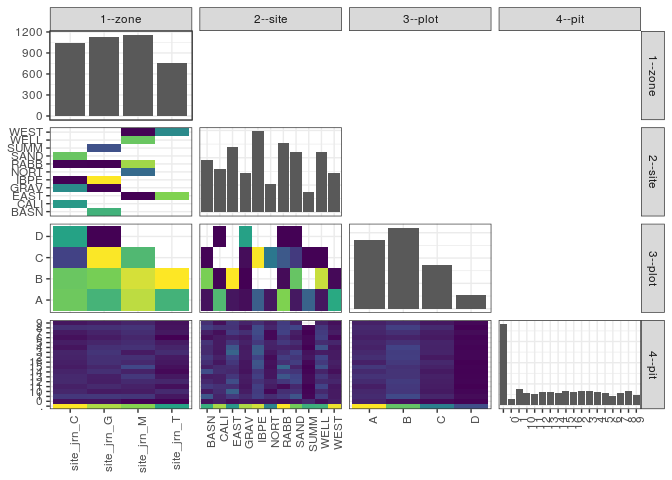 1--zone 2--site 3--plot 4--pit
1200
900
600
300
0
1--zone
WEST
WELL
SUMM
SAND
RABB
NORT
IBPE
GRAV
EAST
CALI
BASN
2--site
D
C
B
A
3--plot
4--pit
site_jrn_C site_jrn_G site_jrn_M site_jrn_T
BASN CALI EAST GRAV IBPE NORT RABB SAND SUMM WELL WEST
A B C D